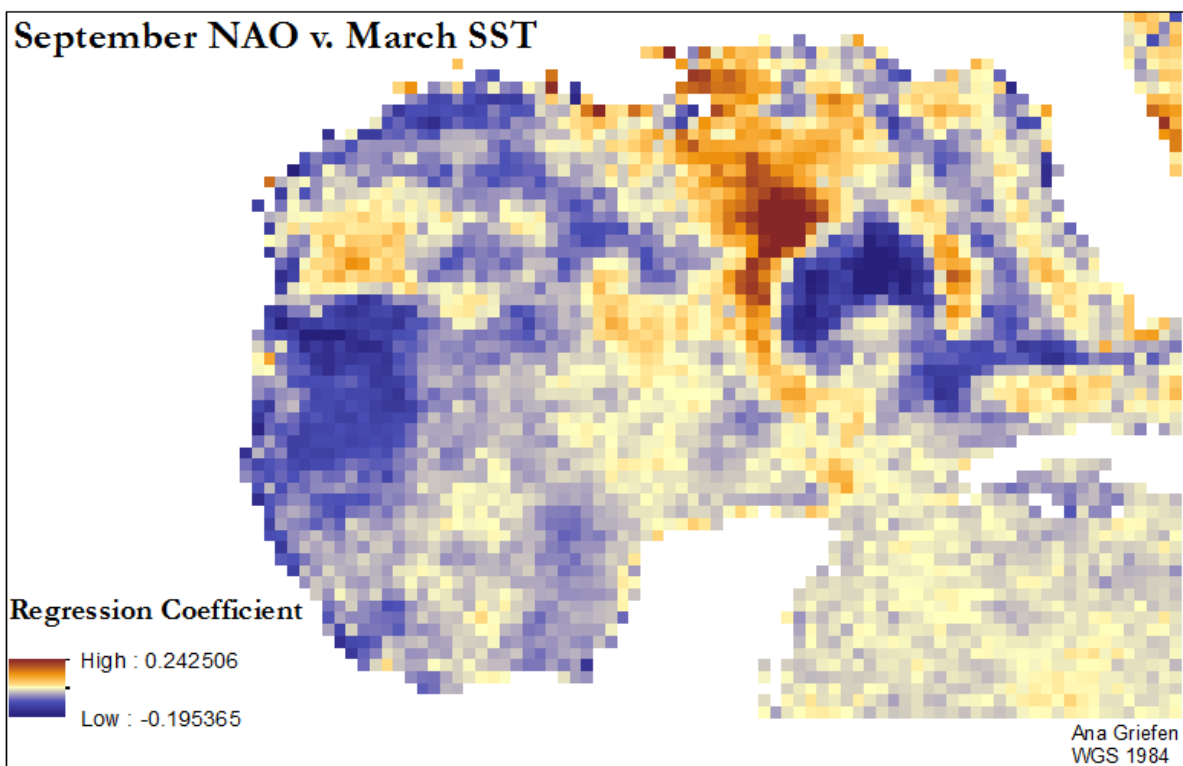 September NAO v. March SST
Regression Coefficient
High : 0.242506
Low : -0.195365
Ana Griefen
WGS 1984